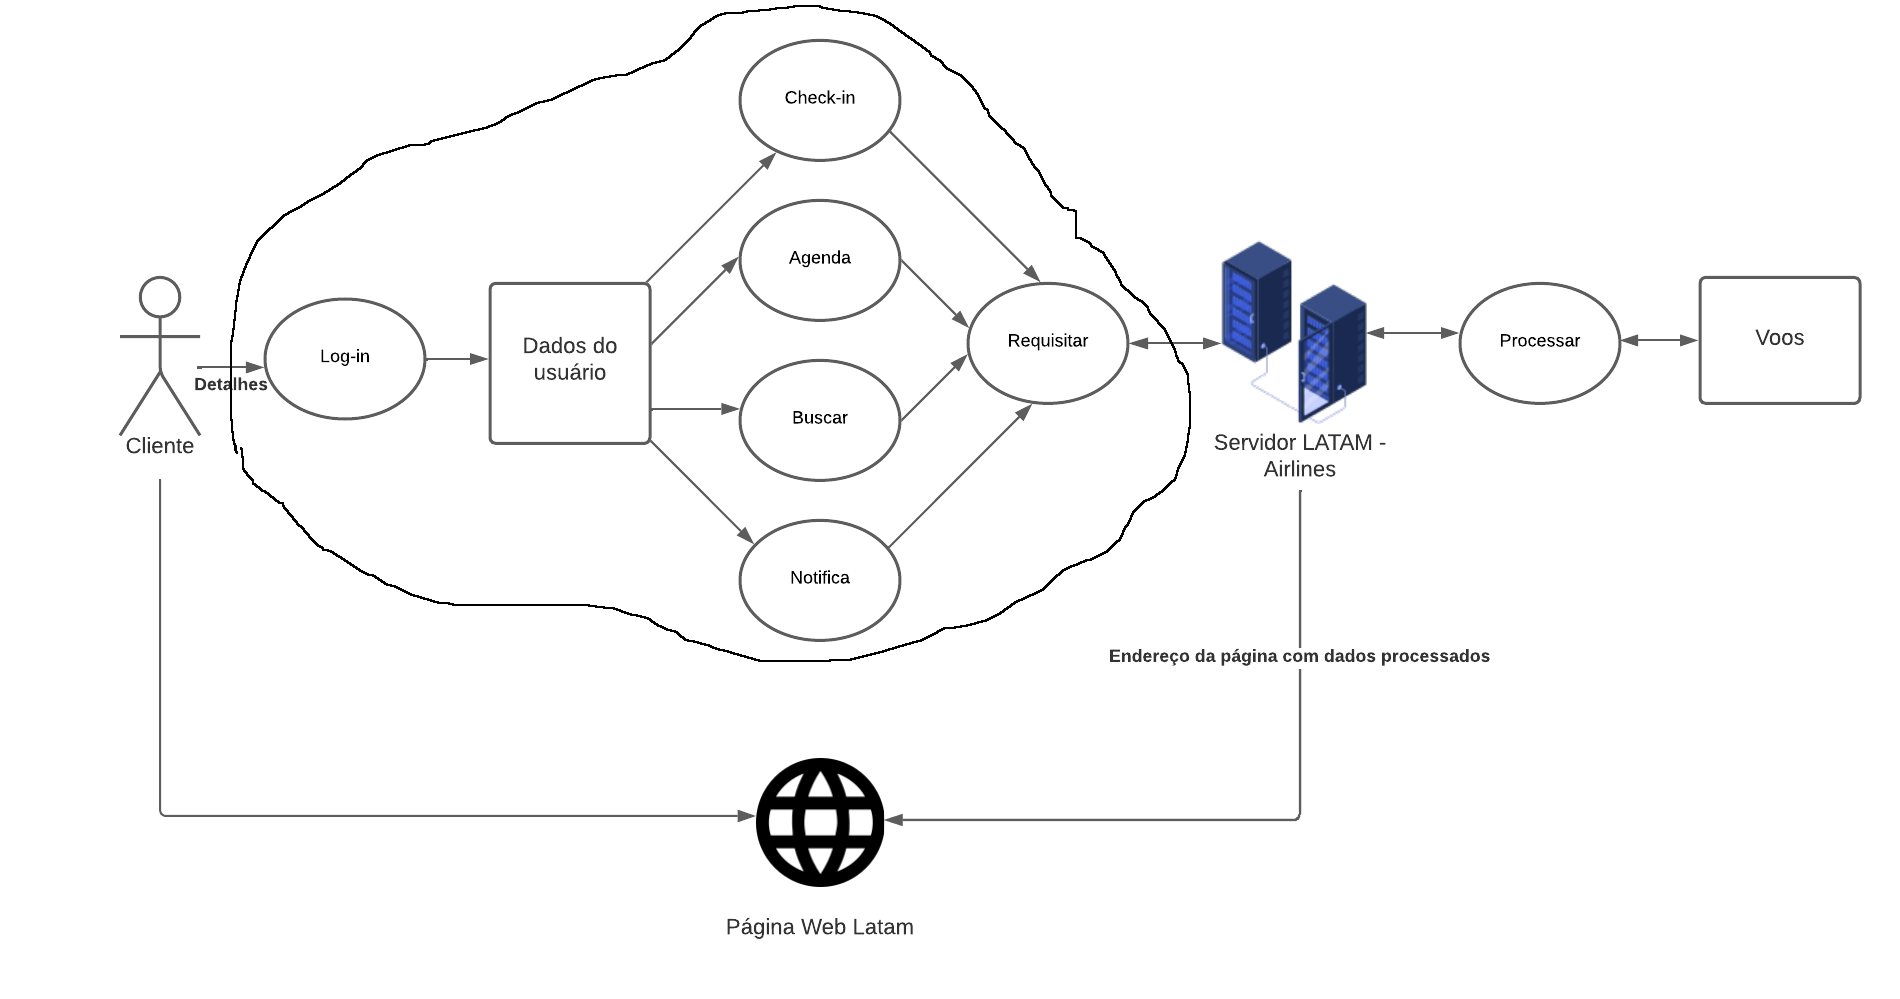 Check-in
Agenda
Log-in
Dados do
usuário
Requisitar
Processar
Voos
Detalhes
Cliente
Buscar
Servidor LATAM -
Airlines
Notifica
Endereço da página com dados processados
Página Web Latam